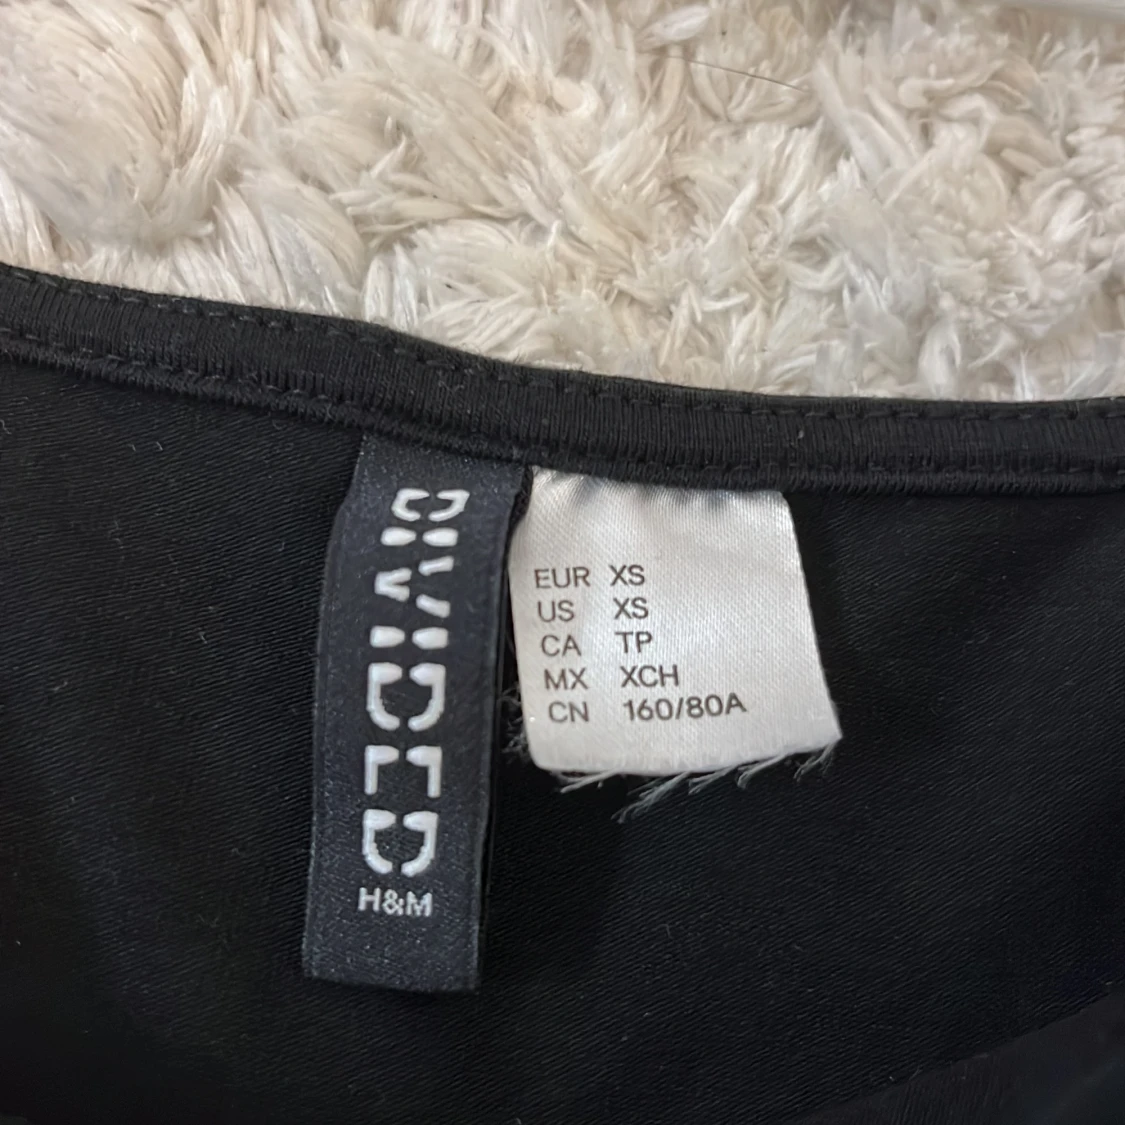 DIVIDED
H&M
EUR XS
US XS
CA TP
MX XCH
CN 160/80A